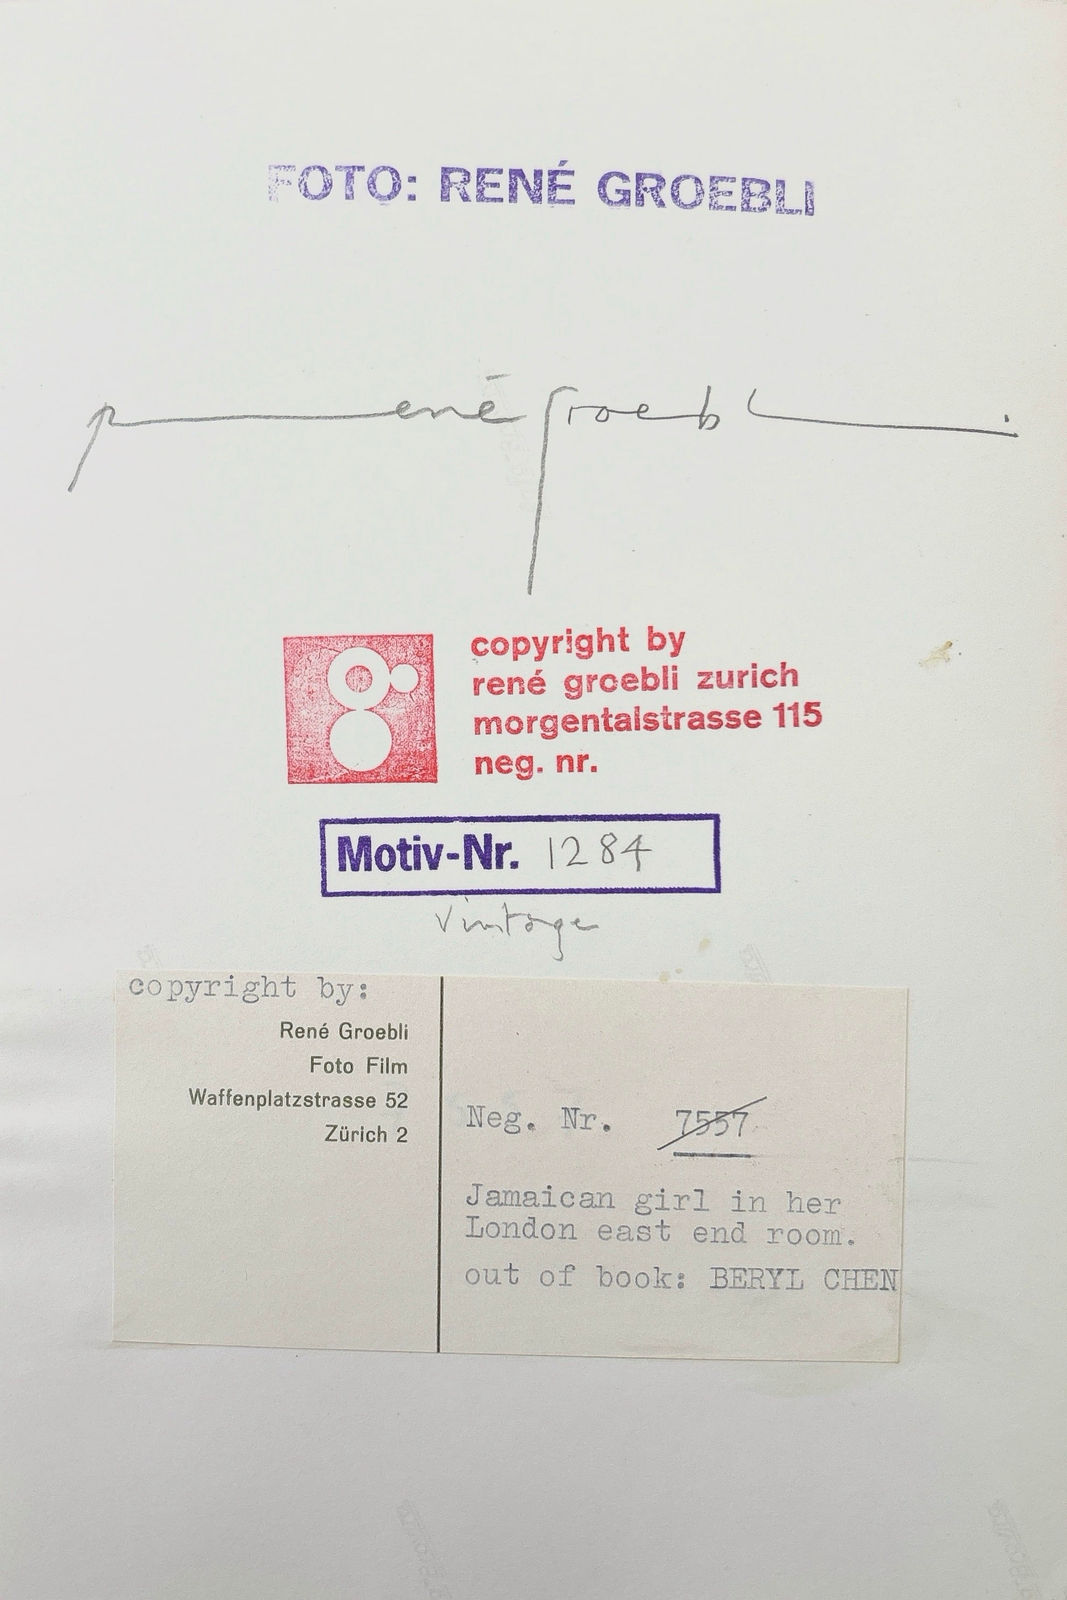 FOTO: RENÉ GROEBLI
rené groebli.
copyright by
rené groebli zurich
morgentalstrasse 115
neg. nr.
Motiv-Nr. 1284
vintage
copyright by:
René Groebli
Foto Film
Waffenplatzstrasse 52
Zürich 2
Neg. Nr. 7557
Jamaican girl in her
London east end room.
out of book: BERYL CHEN